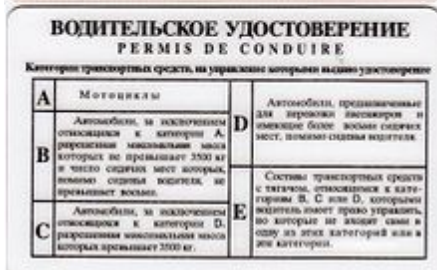 ВОДИТЕЛЬСКОЕ УДОСТОВЕРЕНИЕ
PERMIS DE CONDUIRE
Категории транспортных средств, на управление которыми выдано удостоверение
A
Мотоциклы
B
Автомобили, за исключением
относящихся к категории A,
разрешенная максимальная масса
которых не превышает 3500 кг
и число сидячих мест которых,
помимо сиденья водителя, не
превышает восьми.
C
Автомобили, за исключением
относящихся к категории D,
разрешенная максимальная масса
которых превышает 3500 кг.
D
Автомобили, предназначенные
для перевозки пассажиров и
имеющие более восьми сидячих
мест, помимо сиденья водителя.
E
Составы транспортных средств
с тягачом, относящимся к кате-
гориям B, C или D, которыми
водитель имеет право управлять,
но которые не входят сами в
одну из этих категорий или в
эти категории.